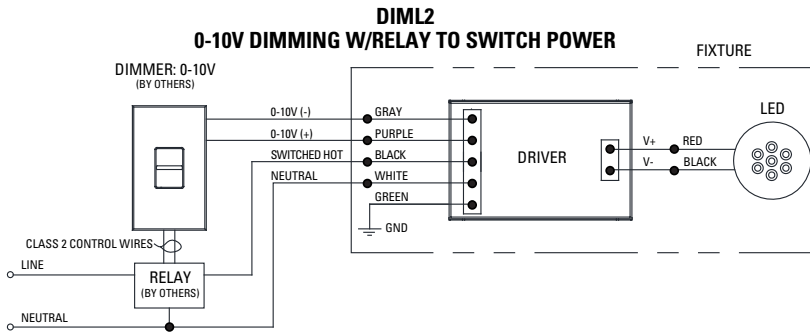 DIML2
0-10V DIMMING W/RELAY TO SWITCH POWER
FIXTURE
DIMMER: 0-10V
(BY OTHERS)
0-10V (-)
GRAY
0-10V (+)
PURPLE
SWITCHED HOT
BLACK
NEUTRAL
WHITE
GREEN
GND
DRIVER
V+
RED
V-
BLACK
LED
CLASS 2 CONTROL WIRES
LINE
RELAY
(BY OTHERS)
NEUTRAL